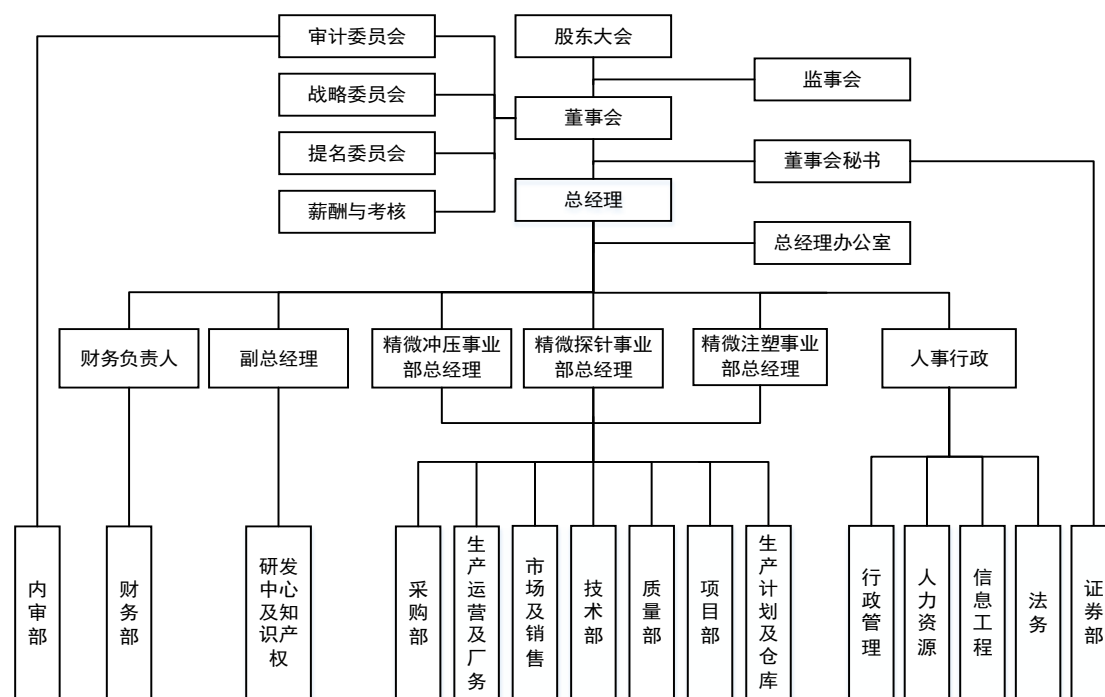 审计委员会
股东大会
战略委员会
监事会
董事会
提名委员会
董事会秘书
薪酬与考核
总经理
总经理办公室
财务负责人
副总经理
精微冲压事业
部总经理
精微探针事业
部总经理
精微注塑事业
部总经理
人事行政
内审部
财务部
研发
中心
及知
识产
权
采购部
生产运营及厂务
市场及销售
技术部
质量部
项目部
生产计划及仓库
行政管理
人力资源
信息工程
法务
证券部